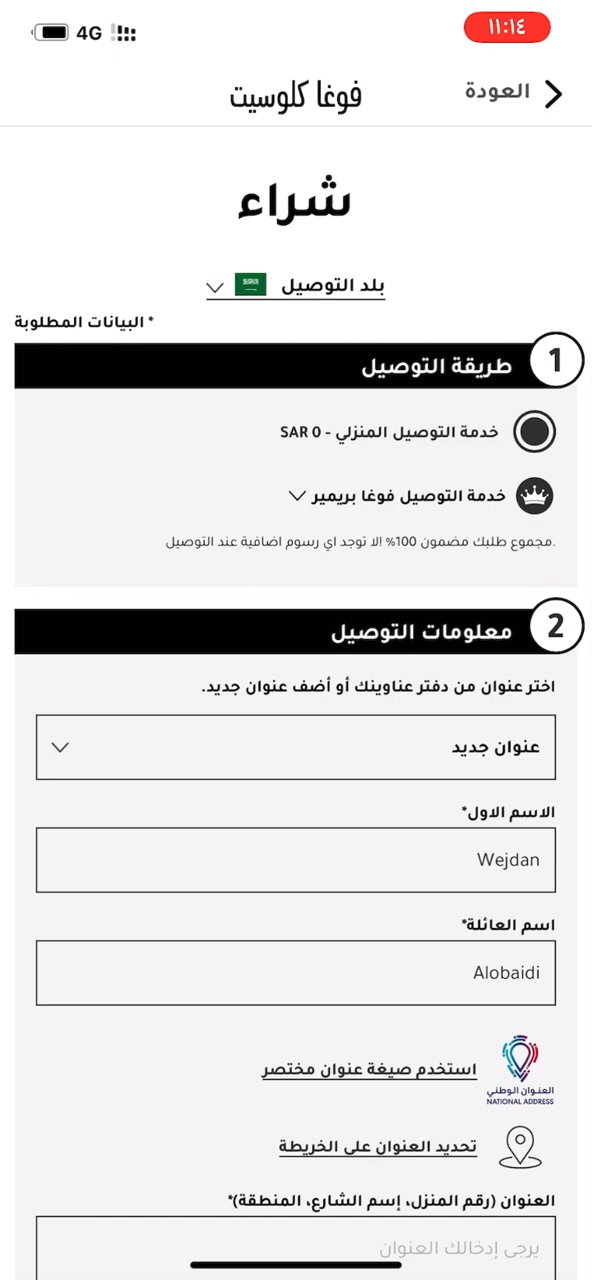 4G
١١:١٤
العودة
فوغا كلوسيت
شراء
بلد التوصيل
* البيانات المطلوبة
1
طريقة التوصيل
خدمة التوصيل المنزلي - SAR 0
خدمة التوصيل فوغا بريمير
.مجموع طلبك مضمون 100% !لا توجد اي رسوم اضافية عند التوصيل
2
معلومات التوصيل
اختر عنوان من دفتر عناوينك أو أضف عنوان جديد.
عنوان جديد
الاسم الاول*
Wejdan
اسم العائلة*
Alobaidi
استخدم صيغة عنوان مختصر
العنوان الوطني
NATIONAL ADDRESS
تحديد العنوان على الخريطة
العنوان (رقم المنزل، إسم الشارع، المنطقة)*
يرجى إدخالك العنوان